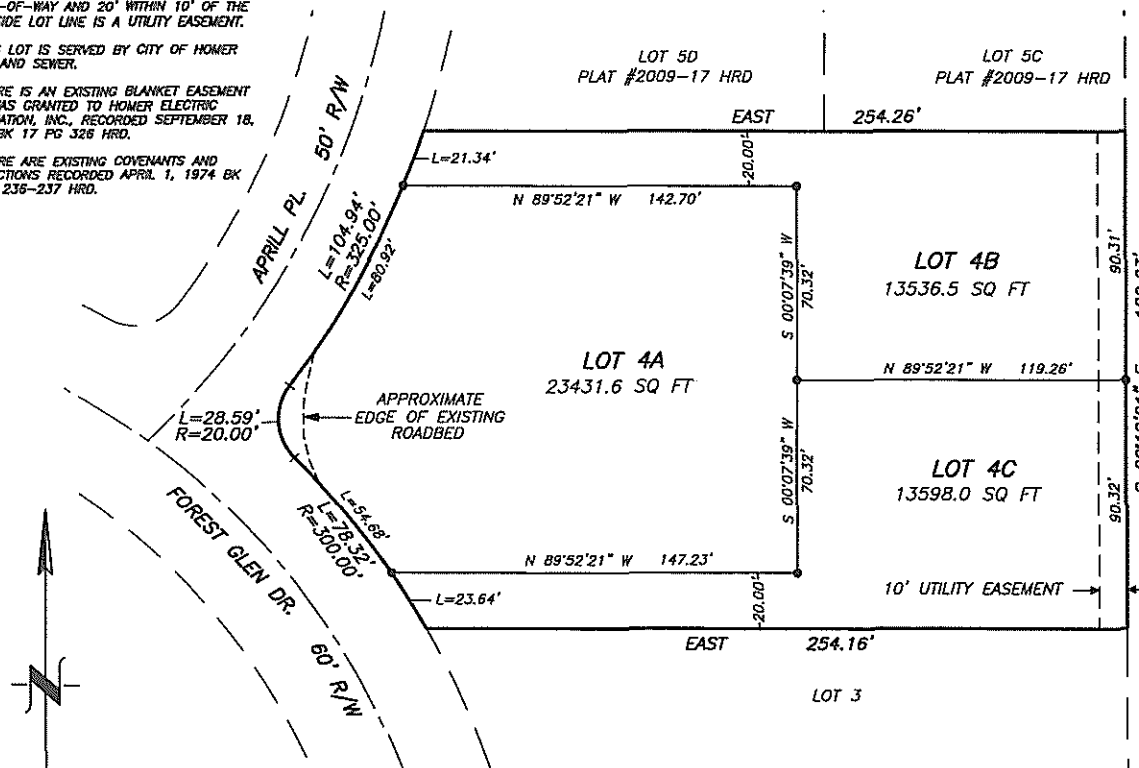 -OF-WAY AND 20' WITHIN 10' OF THE
SIDE LOT LINE IS A UTILITY EASEMENT.
LOT IS SERVED BY CITY OF HOMER
AND SEWER.
RE IS AN EXISTING BLANKET EASEMENT
AS GRANTED TO HOMER ELECTRIC
ATION, INC., RECORDED SEPTEMBER 18,
BK 17 PG 326 HRD.
RE ARE EXISTING COVENANTS AND
CTIONS RECORDED APRIL 1, 1974 BK
236-237 HRD.
LOT 5D
PLAT #2009-17 HRD
LOT 5C
PLAT #2009-17 HRD
EAST 254.26'
50' R/W
APRILL PL.
L=21.34'
20.00'
N 89°52'21" W 142.70'
L=104.94'
R=325.00'
L=80.92'
S 00°07'39" W
70.32'
LOT 4B
13536.5 SQ FT
90.31'
LOT 4A
23431.6 SQ FT
N 89°52'21" W 119.26'
APPROXIMATE
EDGE OF EXISTING
ROADBED
L=28.59'
R=20.00'
S 00°07'39" W
70.32'
LOT 4C
13598.0 SQ FT
90.32'
L=54.68'
L=78.32'
R=300.00'
FOREST GLEN DR.
60' R/W
N 89°52'21" W 147.23'
20.00'
10' UTILITY EASEMENT
L=23.64'
EAST 254.16'
LOT 3
N